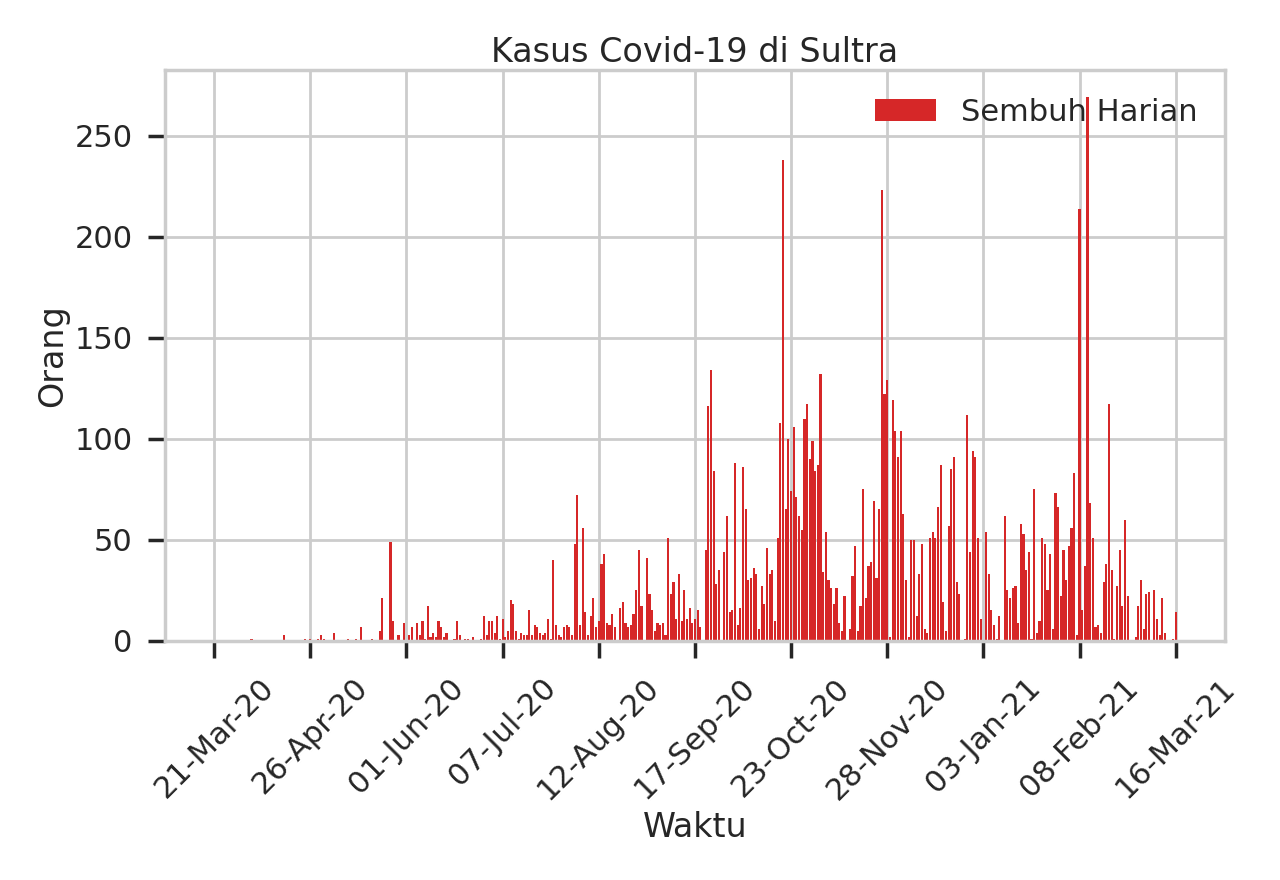 Kasus Covid-19 di Sultra
Sembuh Harian
Orang
250
200
150
100
50
0
21-Mar-20
26-Apr-20
01-Jun-20
07-Jul-20
12-Aug-20
17-Sep-20
23-Oct-20
28-Nov-20
03-Jan-21
08-Feb-21
16-Mar-21
Waktu